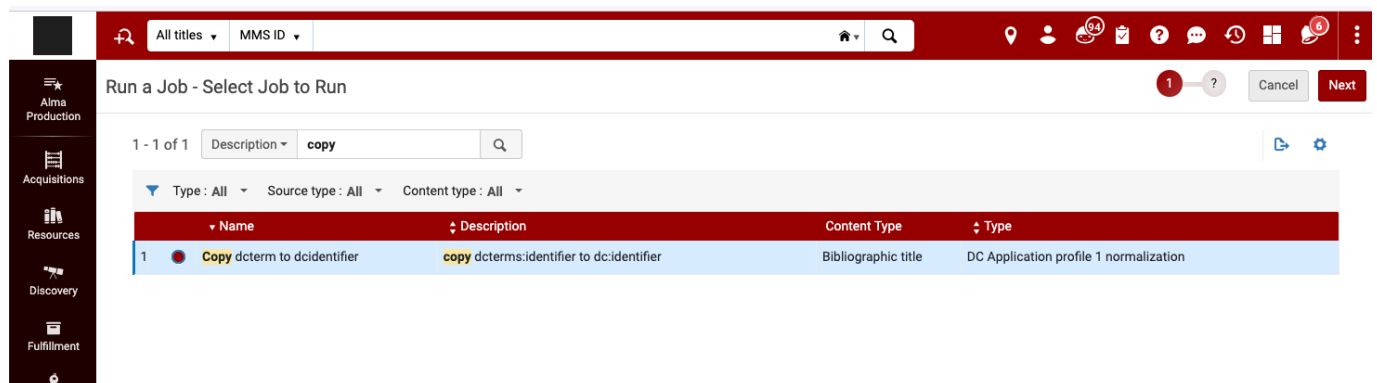 All titles MMS ID
94
6
Run a Job - Select Job to Run
1 ?
Cancel
Next
Alma
Production
Acquisitions
Resources
Discovery
Fulfillment
1 - 1 of 1 Description copy
Type : All Source type : All Content type : All
Name Description Content Type Type
1 Copy dcterm to dcidentifier copy dcterms:identifier to dc:identifier Bibliographic title DC Application profile 1 normalization